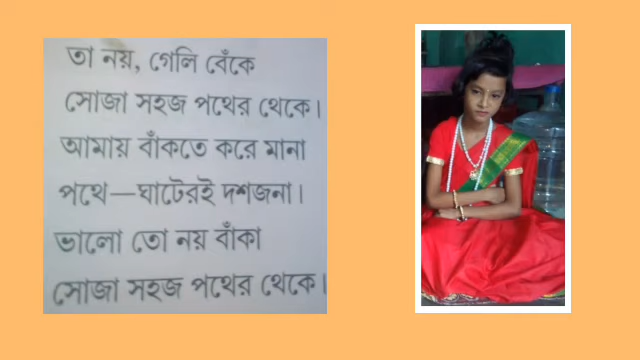 তা নয়, গেলি বেঁকে
সোজা সহজ পথের থেকে।
আমায় বাঁকতে করে মানা
পথে—ঘাটেরই দশজনা।
ভালো তো নয় বাঁকা
সোজা সহজ পথের থেকে।